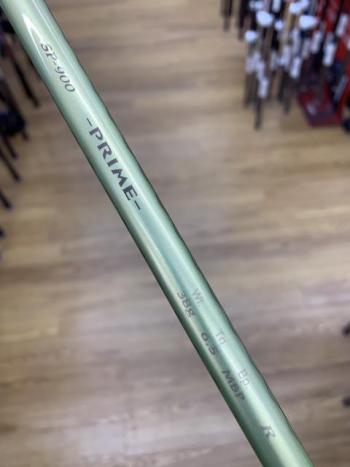 SP-900
-PRIME-
Wt Tq Bp
38g 6.5 MBP
R